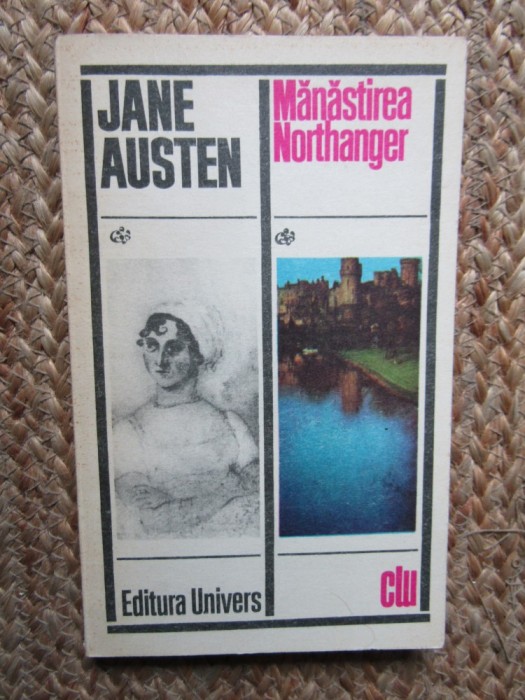 JANE
AUSTEN
Mănăstirea
Northanger
Editura Univers
clu